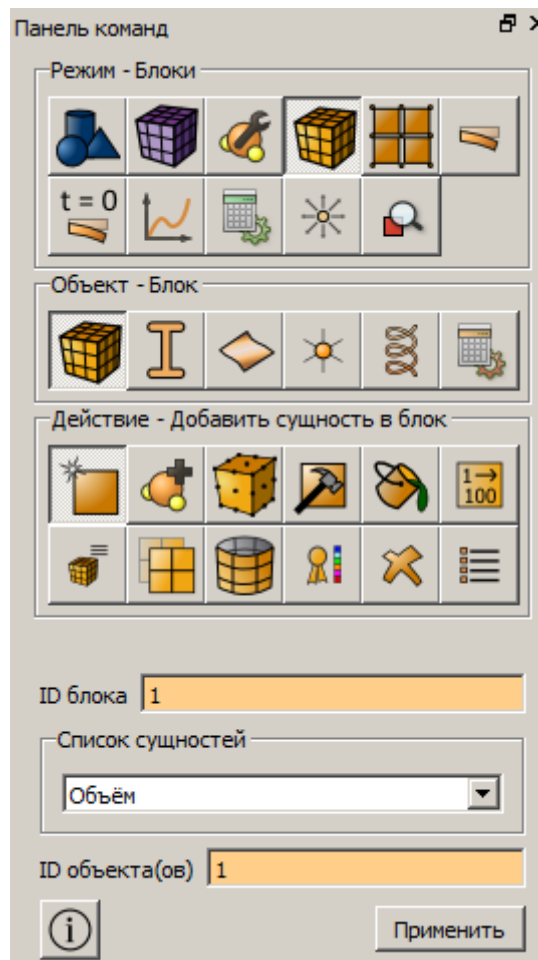 Панель команд
Режим - Блоки
t = 0
Объект - Блок
Действие - Добавить сущность в блок
1→
100
ID блока 1
Список сущностей
Объём
ID объекта(ов) 1
Применить